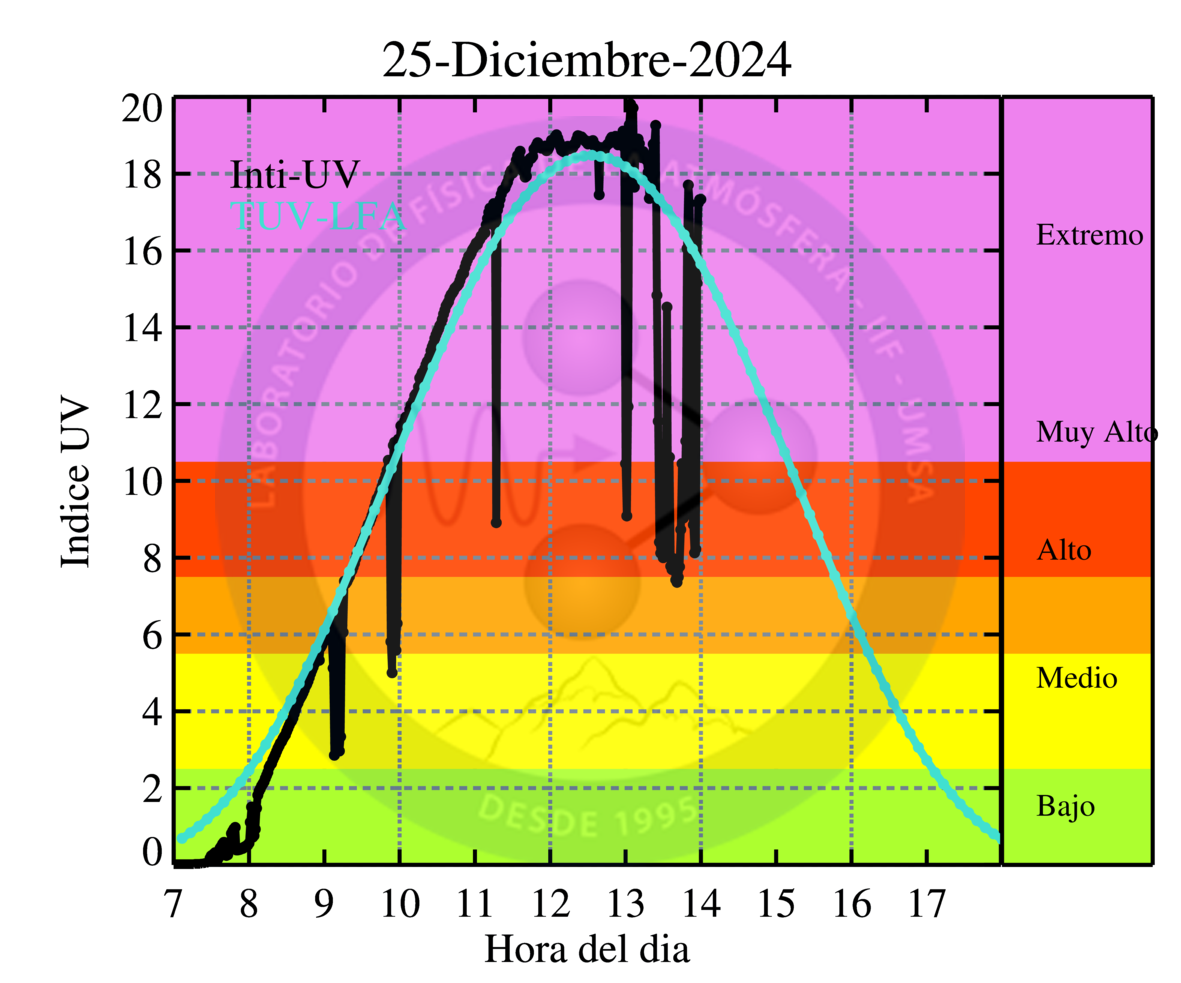 25-Diciembre-2024
20
18
16
14
12
10
8
6
4
2
0
Indice UV
Inti-UV
TUV-LFA
LABORATORIO DE FÍSICA DE LA ATMÓSFERA - IIF - UMSA
DESDE 1995
Extremo
Muy Alto
Alto
Medio
Bajo
7 8 9 10 11 12 13 14 15 16 17
Hora del dia